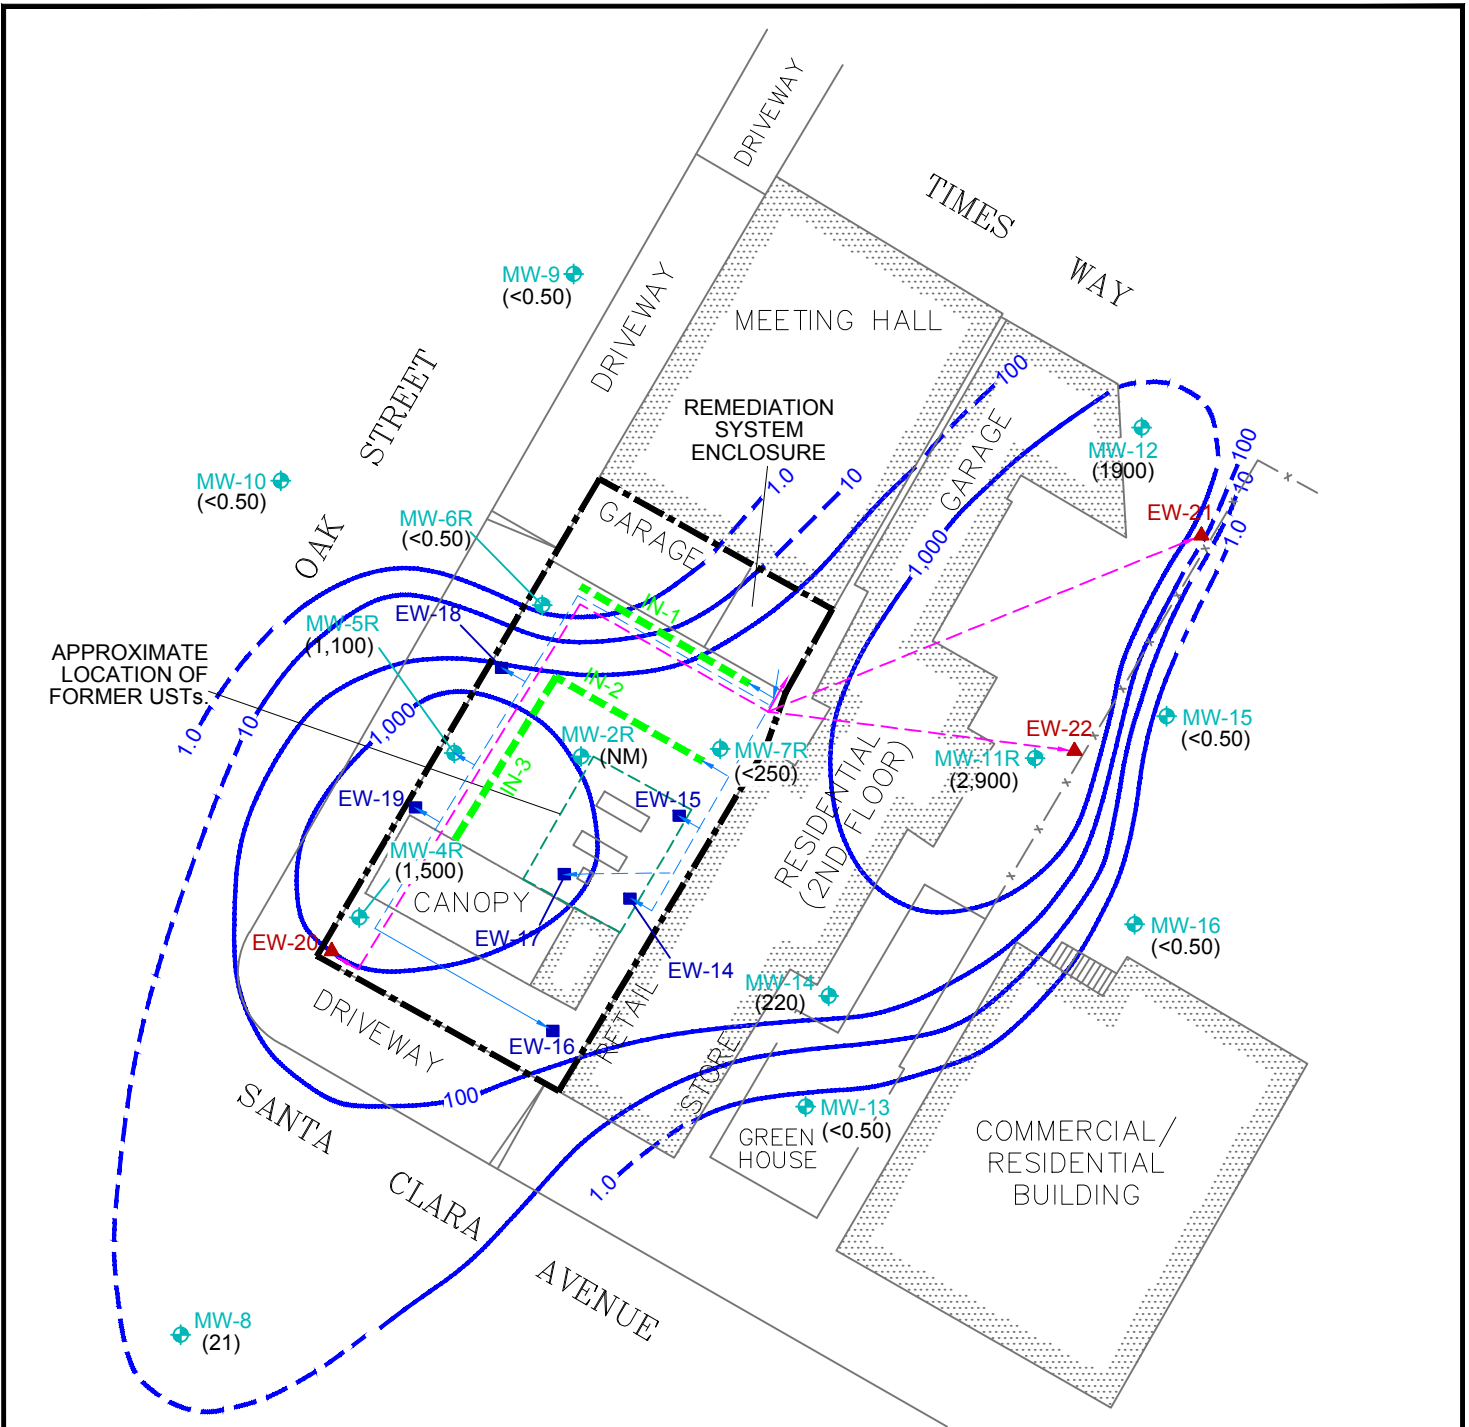 DRIVEWAY
TIMES
WAY
MW-9
(<0.50)
DRIVEWAY
MEETING HALL
STREET
OAK
100
REMEDIATION
SYSTEM
ENCLOSURE
GARAGE
MW-12
(1900)
100
10
1.0
MW-10
(<0.50)
1.0
10
MW-6R
(<0.50)
GARAGE
EW-21
1,000
IN-1
EW-18
MW-5R
(1,100)
APPROXIMATE
LOCATION OF
FORMER USTs.
IN-2
1.0
10
1,000
MW-2R
(NM)
MW-7R
(<250)
EW-22
MW-15
(<0.50)
MW-11R
(2,900)
IN-3
EW-19
EW-15
RESIDENTIAL
(2ND FLOOR)
MW-4R
(1,500)
CANOPY
EW-17
EW-20
EW-14
MW-16
(<0.50)
MW-14
(220)
DRIVEWAY
RETAIL
STORE
EW-16
100
SANTA
CLARA
AVENUE
MW-13
(<0.50)
GREEN
HOUSE
1.0
COMMERCIAL/
RESIDENTIAL
BUILDING
MW-8
(21)